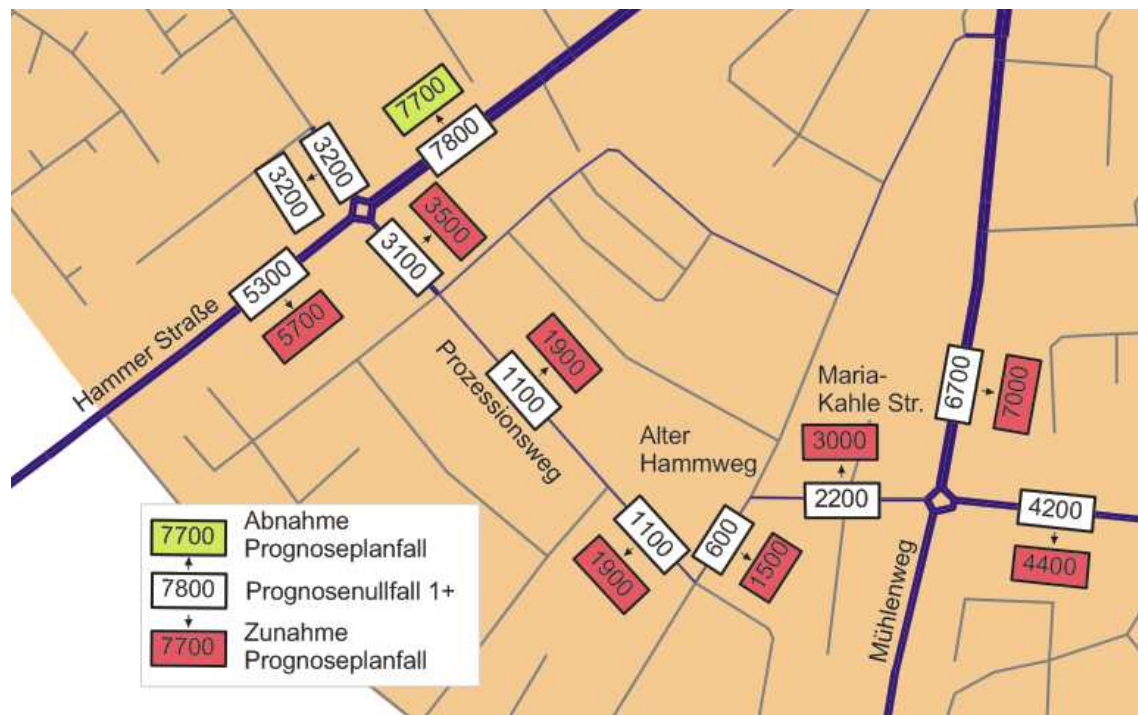 7700
7800
3200
3200
3500
3100
5300
5700
Hammer Straße
1900
1100
Prozessionsweg
Maria-
Kahle Str.
6700
7000
Alter
Hammweg
3000
2200
4200
4400
1100
1900
600
1500
Mühlenweg
7700
Abnahme
Prognoseplanfall
7800
Prognosenullfall 1+
7700
Zunahme
Prognoseplanfall